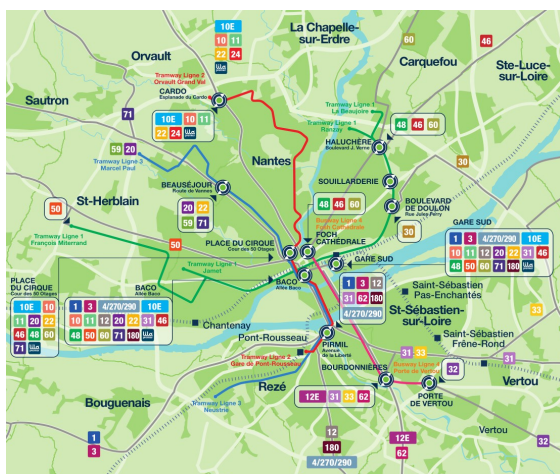 La Chapelle-
sur-Erdre
10E
10 11
22 24 Lila
Orvault
Carquefou
60
46
Ste-Luce-
sur-Loire
Tramway Ligne 2
Orvault Grand Val
CARDO
Esplanade du Cardo
Sautron
71
10E 10 11
22 24 Lila
Tramway Ligne 1
La Beaujoire
Tramway Ligne 1
Ranzay
48 46 60
HALUCHÈRE
Boulevard J. Verne
59 20
Tramway Ligne 3
Marcel Paul
Nantes
30
BEAUSÉJOUR
Route de Vannes
SOUILLARDERIE
St-Herblain
20 22
59 71
48 46 60
BOULEVARD
DE DOULON
Rue Jules Ferry
50
Busway Ligne 4
Foch Cathédrale
30
GARE SUD
Tramway Ligne 1
François Mitterrand
50
PLACE DU CIRQUE
Cour des 50 Otages
FOCH
CATHÉDRALE
1 3 4/270/290
10E 10 11 12 20 22 31 46
48 50 60 71 180 Lila
GARE SUD
Tramway Ligne 1
Jamet
PLACE
DU CIRQUE
Cour des 50 Otages
BACO
Allée Baco
BACO
Allée Baco
10E 10
11 20 22
46 48 60
71 Lila
1 3 4/270/290 10E
10 11 12 20 22 31 46
48 50 60 71 180 Lila
1 3 12
31 62 180
4/270/290
Saint-Sébastien
Pas-Enchantés
St-Sébastien-
sur-Loire
33
Chantenay
Saint-Sébastien
Frêne-Rond
Pont-Rousseau
PIRMIL
Avenue
de la Liberté
31 33
Busway Ligne 4
Porte de Vertou
31
Tramway Ligne 2
Gare de Pont-Rousseau
BOURDONNIÈRES
32
Rezé
Vertou
12E 31 33 62
PORTE
DE VERTOU
Bouguenais
Tramway Ligne 3
Neustrie
1
3
12
180
4/270/290
12E
62
Vertou
32
31